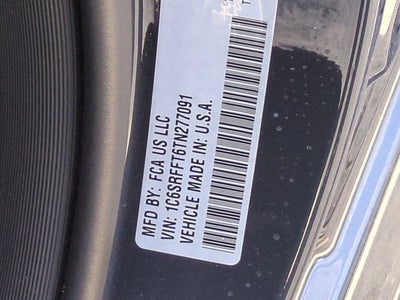 MFD BY: FCA US LLC
VIN: 1C6SRFFT6TN277091
VEHICLE MADE IN: U.S.A.